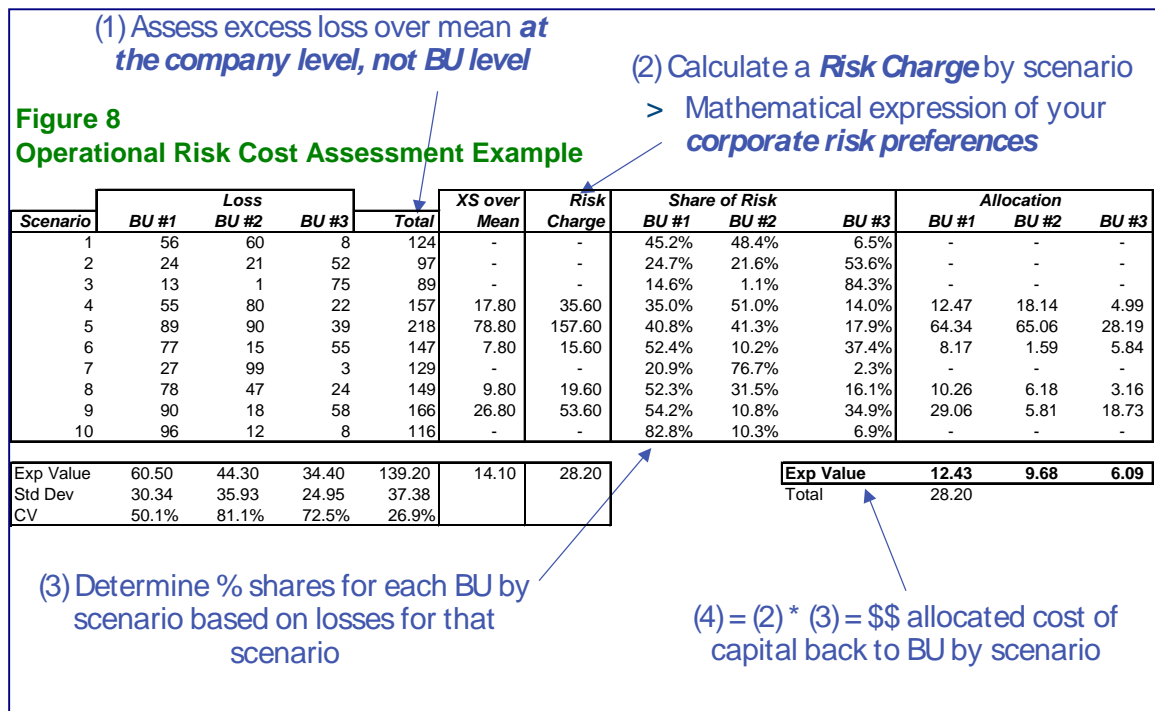 (1) Assess excess loss over mean at
the company level, not BU level
(2) Calculate a Risk Charge by scenario
> Mathematical expression of your
corporate risk preferences
Figure 8
Operational Risk Cost Assessment Example
Loss XS over Risk Share of Risk Allocation
Scenario BU #1 BU #2 BU #3 Total Mean Charge BU #1 BU #2 BU #3 BU #1 BU #2 BU #3
1 56 60 8 124 - - 45.2% 48.4% 6.5% - - -
2 24 21 52 97 - - 24.7% 21.6% 53.6% - - -
3 13 1 75 89 - - 14.6% 1.1% 84.3% - - -
4 55 80 22 157 17.80 35.60 35.0% 51.0% 14.0% 12.47 18.14 4.99
5 89 90 39 218 78.80 157.60 40.8% 41.3% 17.9% 64.34 65.06 28.19
6 77 15 55 147 7.80 15.60 52.4% 10.2% 37.4% 8.17 1.59 5.84
7 27 99 3 129 - - 20.9% 76.7% 2.3% - - -
8 78 47 24 149 9.80 19.60 52.3% 31.5% 16.1% 10.26 6.18 3.16
9 90 18 58 166 26.80 53.60 54.2% 10.8% 34.9% 29.06 5.81 18.73
10 96 12 8 116 - - 82.8% 10.3% 6.9% - - -
Exp Value 60.50 44.30 34.40 139.20 14.10 28.20 Exp Value 12.43 9.68 6.09
Std Dev 30.34 35.93 24.95 37.38 Total 28.20
CV 50.1% 81.1% 72.5% 26.9%
(3) Determine % shares for each BU by
scenario based on losses for that
scenario
(4) = (2) * (3) = $$ allocated cost of
capital back to BU by scenario